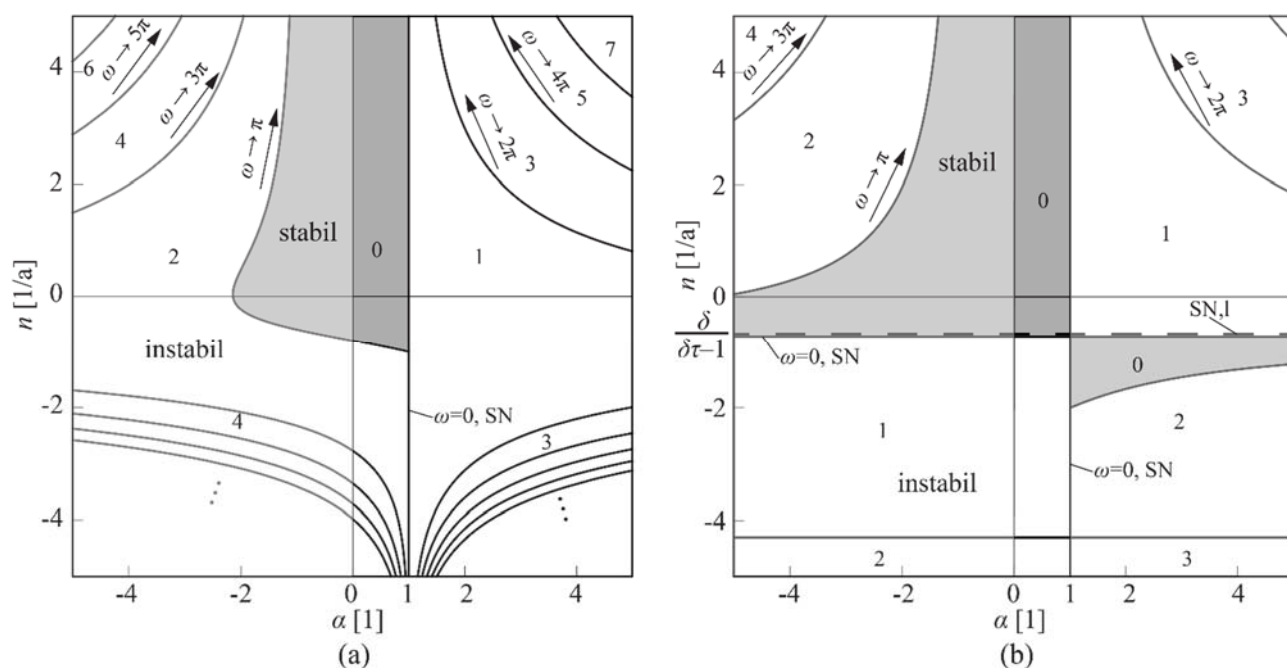 ω → 5π
ω → 3π
ω → π
ω → 2π
ω → 4π
6
4
2
stabil
0
1
3
5
7
instabil
4
3
ω=0, SN
4
2
0
-2
-4
n [1/a]
-4
-2
0
1
2
4
α [1]
(a)
ω → 3π
ω → π
ω → 2π
4
2
stabil
0
1
3
SN,1
ω=0, SN
0
1
2
instabil
ω=0, SN
2
3
4
2
0
δ
δτ−1
-2
-4
n [1/a]
-4
-2
0
1
2
4
α [1]
(b)